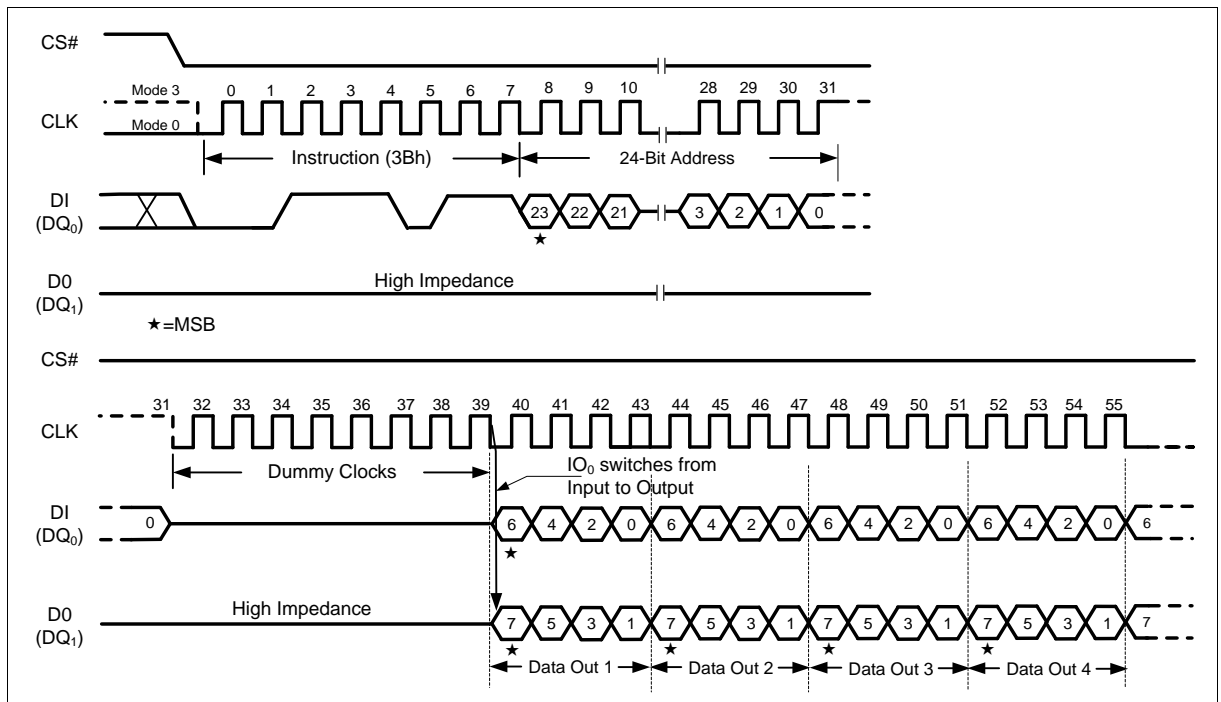 CS#
Mode 3 0 1 2 3 4 5 6 7 8 9 10 28 29 30 31
CLK Mode 0
Instruction (3Bh) 24-Bit Address
DI
(DQ0)
23 22 21 3 2 1 0
★
D0
(DQ1)
High Impedance
★=MSB
CS#
31 32 33 34 35 36 37 38 39 40 41 42 43 44 45 46 47 48 49 50 51 52 53 54 55
CLK
Dummy Clocks
IO0 switches from
Input to Output
DI
(DQ0)
0 6 4 2 0 6 4 2 0 6 4 2 0 6 4 2 0 6
★
D0
(DQ1)
High Impedance
7 5 3 1 7 5 3 1 7 5 3 1 7 5 3 1 7
★ ★ ★ ★
Data Out 1 Data Out 2 Data Out 3 Data Out 4